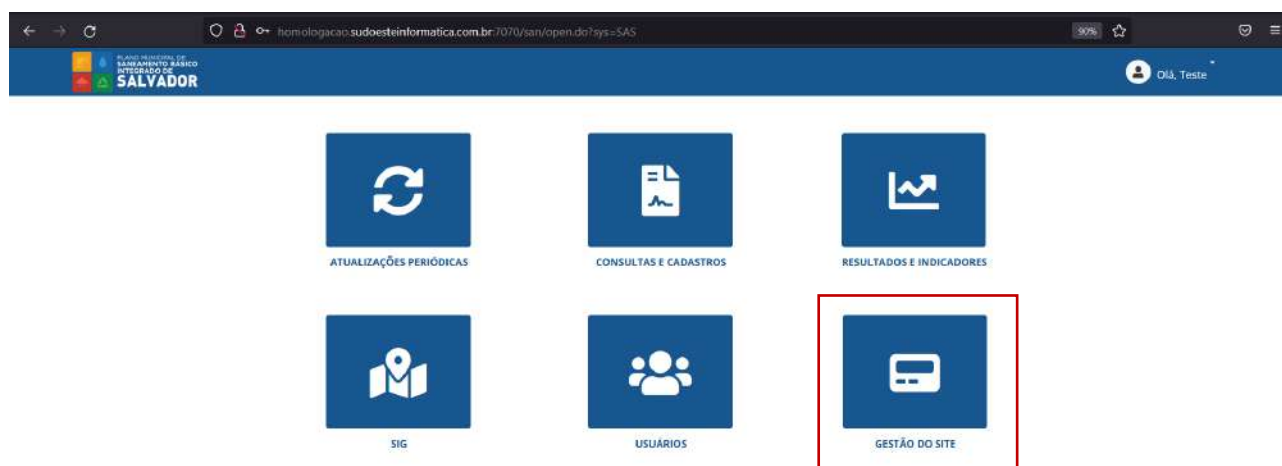 homologacao.sudoesteinformatica.com.br:7070/san/open.do?sys=SAS
90%
PLANO MUNICIPAL DE
SANEAMENTO BÁSICO
INTEGRADO DE
SALVADOR
Olá, Teste
ATUALIZAÇÕES PERIÓDICAS
CONSULTAS E CADASTROS
RESULTADOS E INDICADORES
SIG
USUÁRIOS
GESTÃO DO SITE